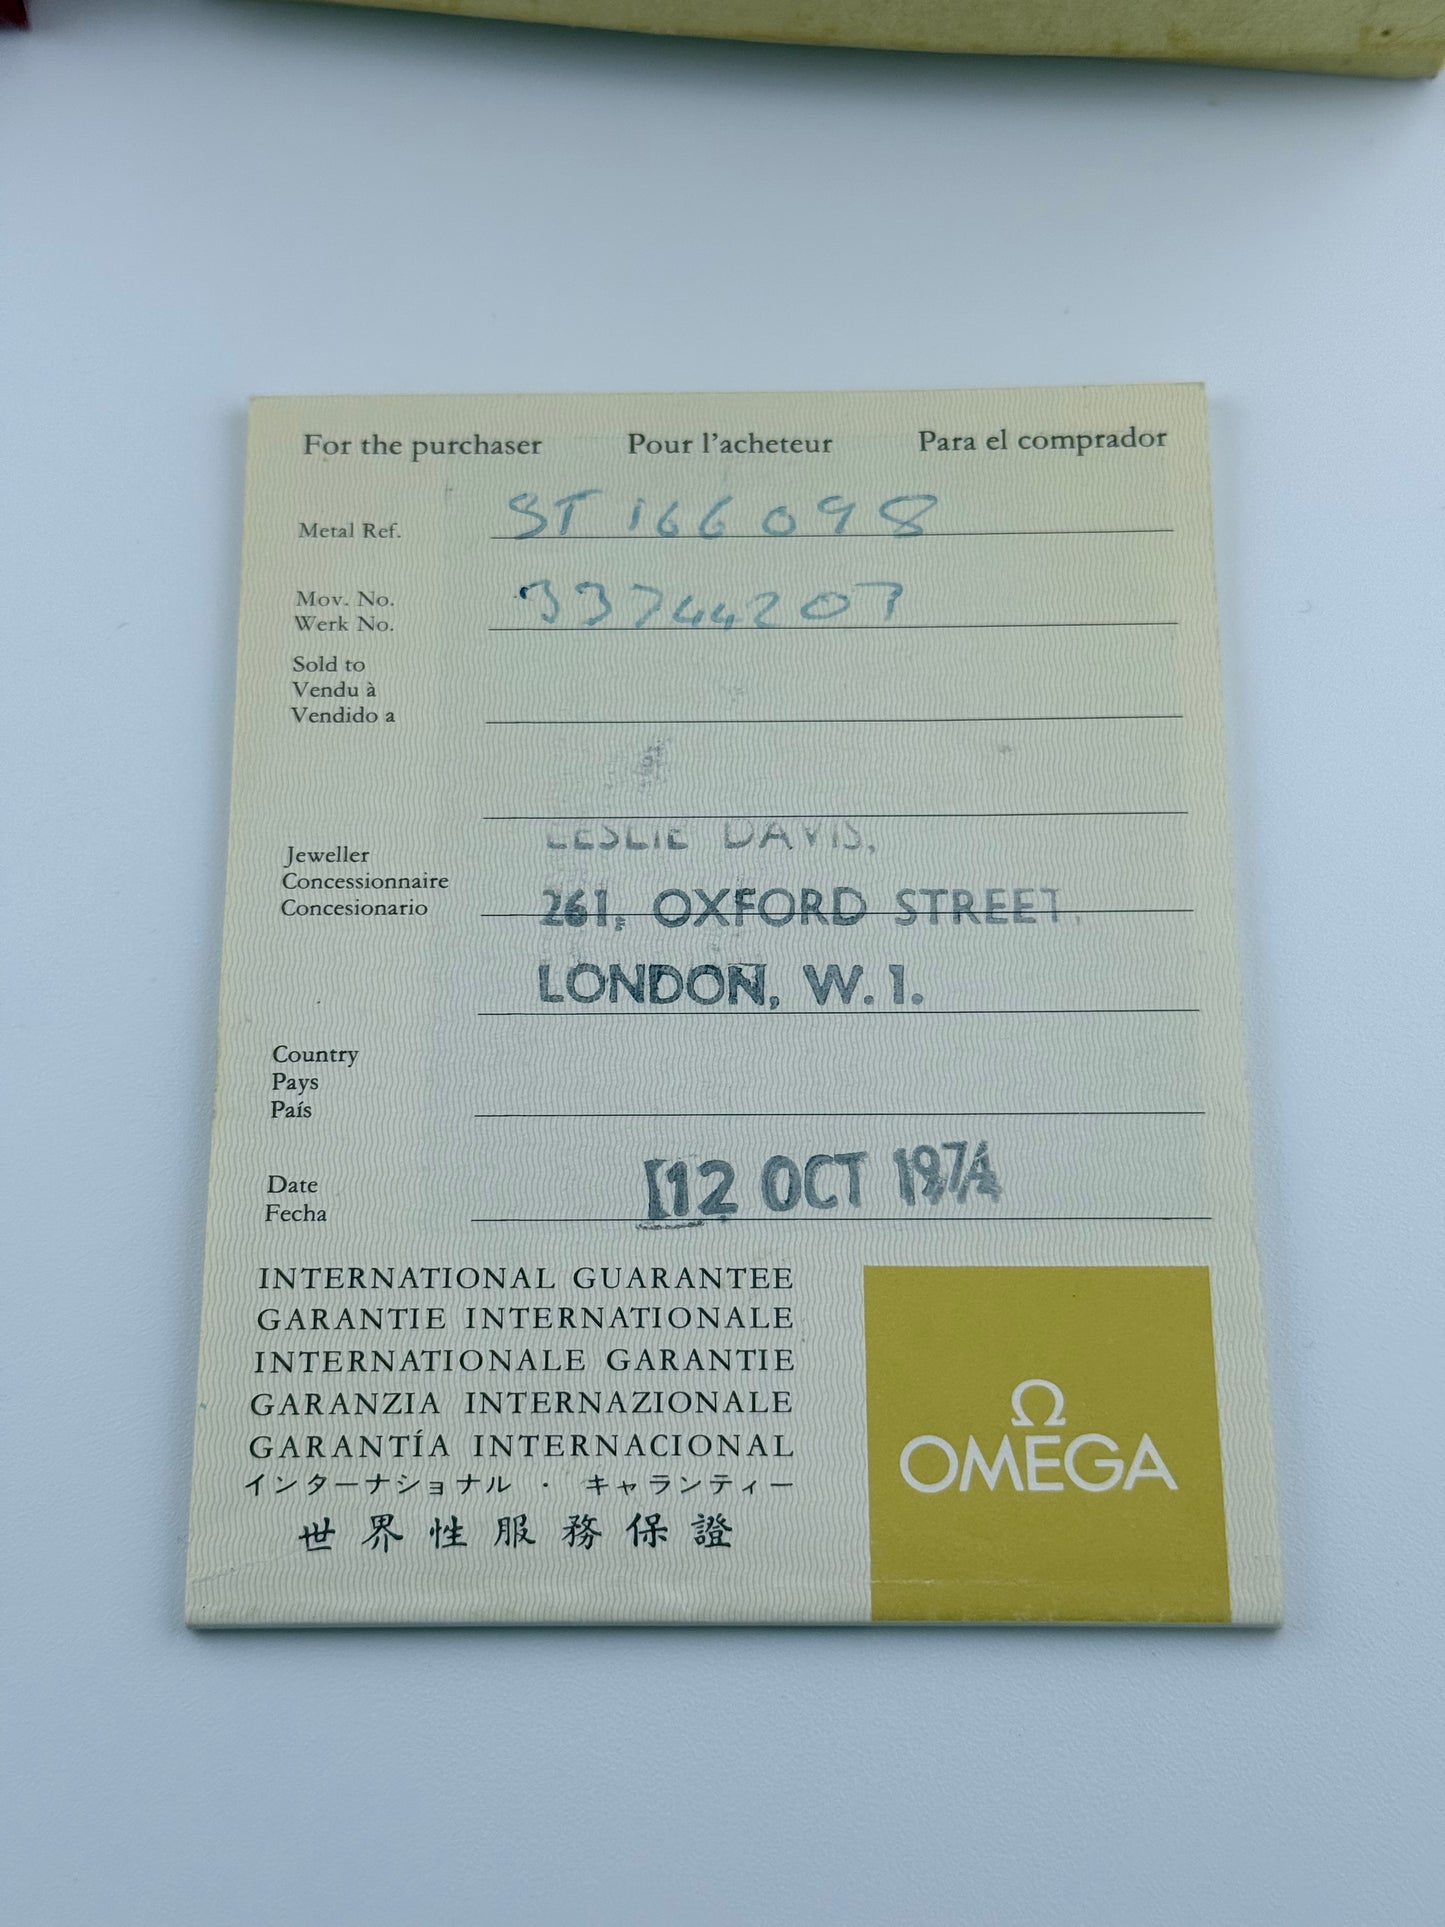 For the purchaser Pour l'acheteur Para el comprador
Metal Ref. ST 166 098
Mov. No. 33744207
Werk No.
Sold to
Vendu à
Vendido a
LESLIE DAVIS,
Jeweller
Concessionnaire
Concesionario
261, OXFORD STREET,
LONDON, W. 1.
Country
Pays
País
Date
Fecha
12 OCT 1974
INTERNATIONAL GUARANTEE
GARANTIE INTERNATIONALE
INTERNATIONALE GARANTIE
GARANZIA INTERNAZIONALE
GARANTÍA INTERNACIONAL
インターナショナル · キャランティー
世界性服務保證
Ω
OMEGA